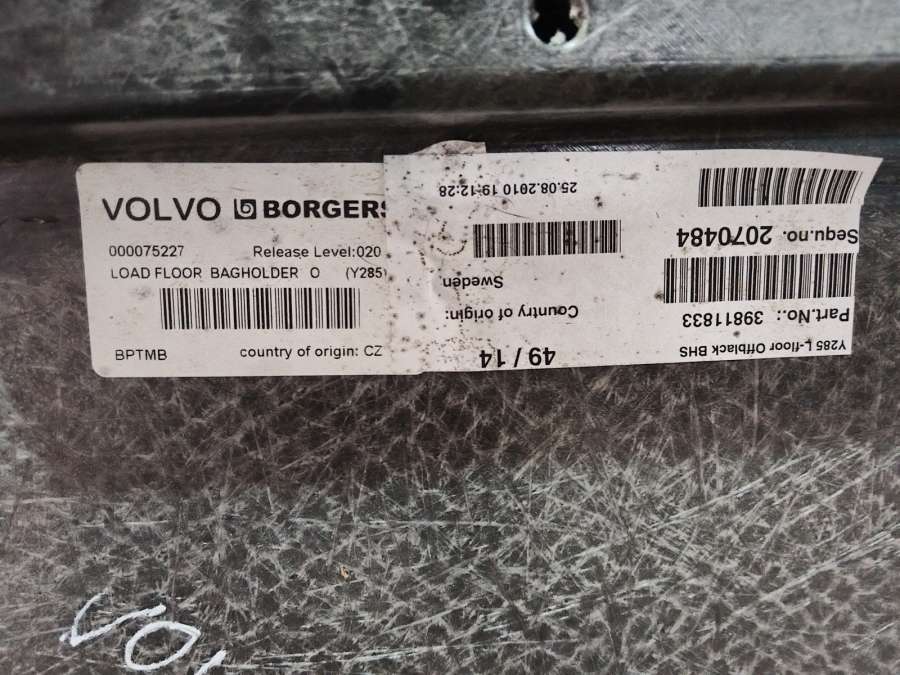 VOLVO BORGERS
000075227 Release Level:020
LOAD FLOOR BAGHOLDER O (Y285)
BPTMB country of origin: CZ
Y285 L-floor Offblack BHS
Part.No.: 39811833
49 / 14
Country of origin:
Sweden
Sequ.no. 2070484
25.08.2010 19:12:28
VO